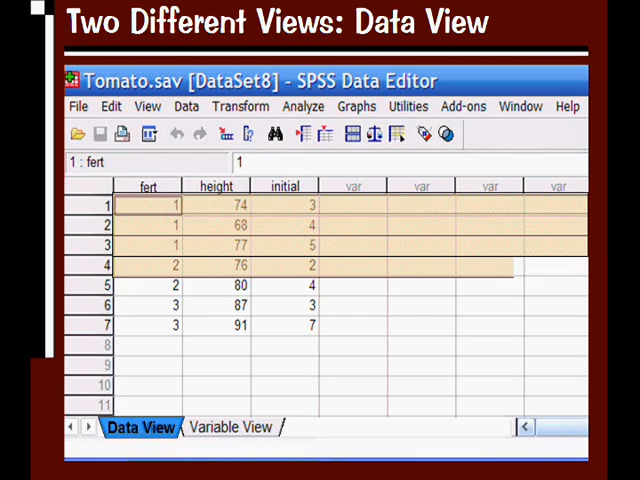 Two Different Views: Data View
Tomato.sav [DataSet8] - SPSS Data Editor
File Edit View Data Transform Analyze Graphs Utilities Add-ons Window Help
1 : fert 1
fert height initial var var var var
1 1 74 3
2 1 68 4
3 1 77 5
4 2 76 2
5 2 80 4
6 3 87 3
7 3 91 7
8
9
10
11
Data View Variable View